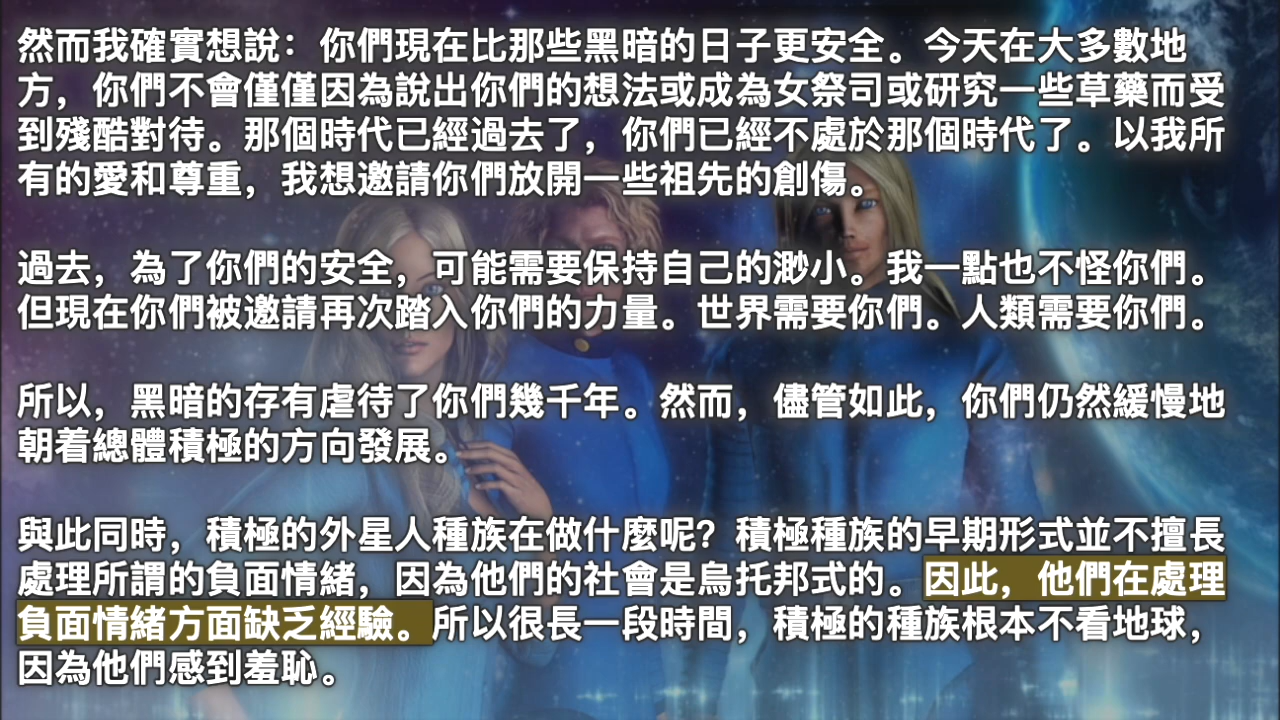 然而我確實想說：你們現在比那些黑暗的日子更安全。今天在大多數地
方，你們不會僅僅因為說出你們的想法或成為女祭司或研究一些草藥而受
到殘酷對待。那個時代已經過去了，你們已經不處於那個時代了。以我所
有的愛和尊重，我想邀請你們放開一些祖先的創傷。
過去，為了你們的安全，可能需要保持自己的渺小。我一點也不怪你們。
但現在你們被邀請再次踏入你們的力量。世界需要你們。人類需要你們。
所以，黑暗的存有虐待了你們幾千年。然而，儘管如此，你們仍然緩慢地
朝着總體積極的方向發展。
與此同時，積極的外星人種族在做什麼呢？積極種族的早期形式並不擅長
處理所謂的負面情緒，因為他們的社會是烏托邦式的。因此，他們在處理
負面情緒方面缺乏經驗。所以很長一段時間，積極的種族根本不看地球，
因為他們感到羞恥。